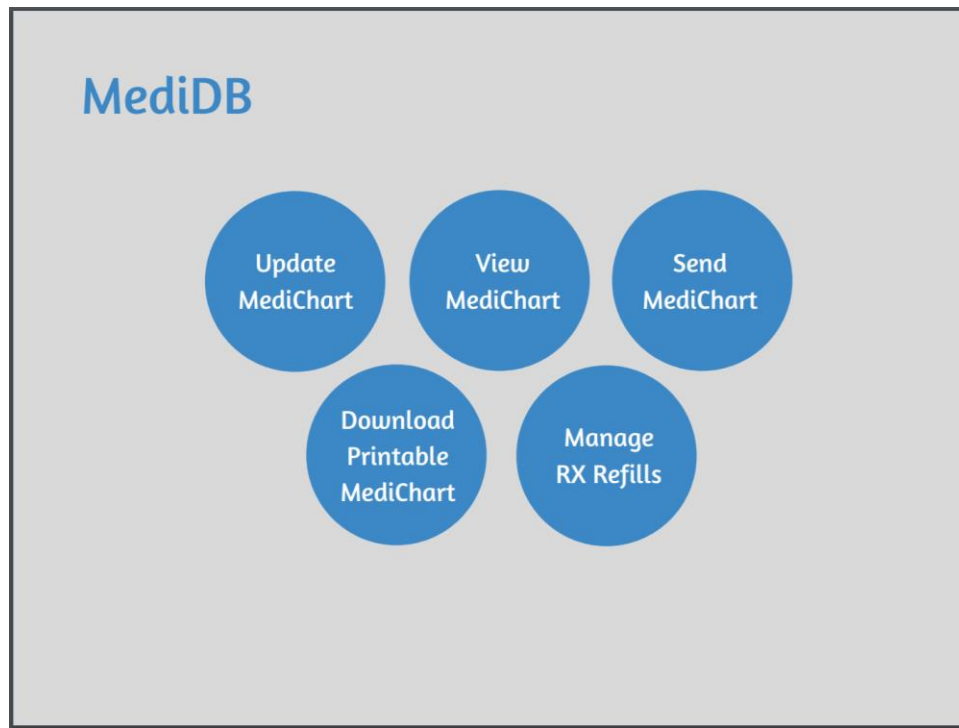 MediDB
Update
MediChart
View
MediChart
Send
MediChart
Download
Printable
MediChart
Manage
RX Refills